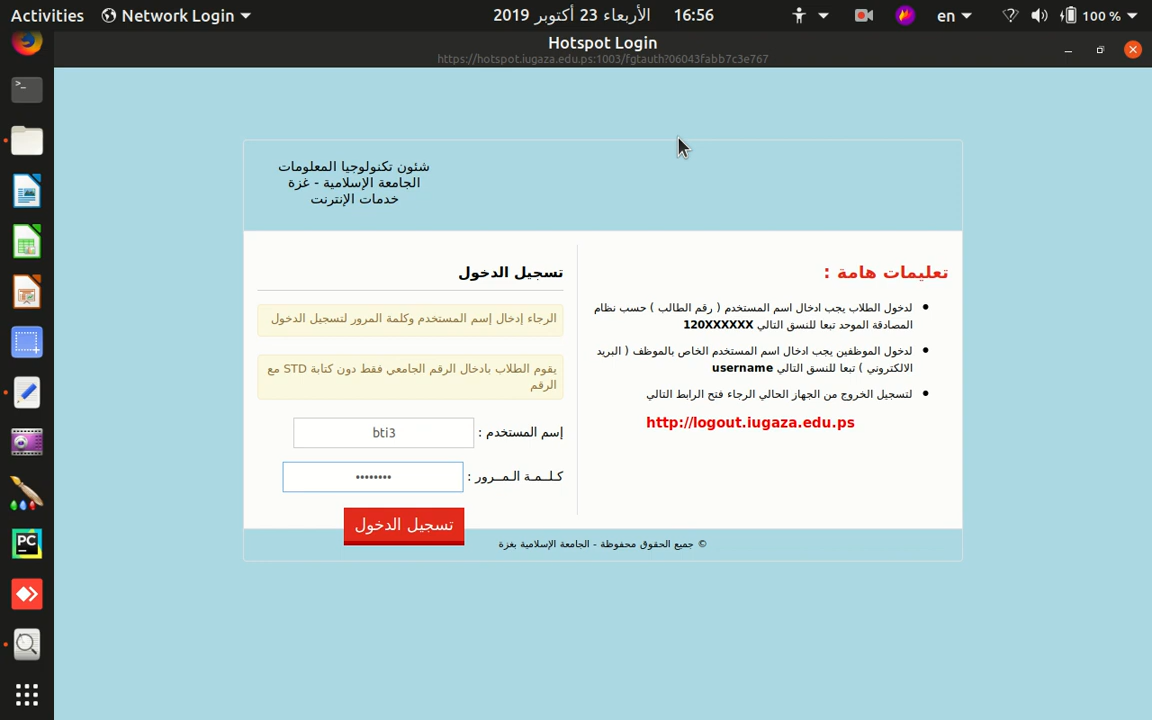 Activities
Network Login
الأربعاء 23 أكتوبر 2019 16:56
en
100 %
Hotspot Login
https://hotspot.iugaza.edu.ps:1003/fgtauth?06043fabb7c3e767
شئون تكنولوجيا المعلومات
الجامعة الإسلامية - غزة
خدمات الإنترنت
تعليمات هامة :
لدخول الطلاب يجب ادخال اسم المستخدم ( رقم الطالب ) حسب نظام
المصادقة الموحد تبعا للنسق التالي 120XXXXXX
لدخول الموظفين يجب ادخال اسم المستخدم الخاص بالموظف ( البريد
الالكتروني ) تبعا للنسق التالي username
لتسجيل الخروج من الجهاز الحالي الرجاء فتح الرابط التالي
http://logout.iugaza.edu.ps
تسجيل الدخول
الرجاء إدخال إسم المستخدم وكلمة المرور لتسجيل الدخول
يقوم الطلاب بادخال الرقم الجامعي فقط دون كتابة STD مع
الرقم
إسم المستخدم : bti3
كـلــمـة الـمــرور : ••••••••
تسجيل الدخول
© جميع الحقوق محفوظة - الجامعة الإسلامية بغزة
PC